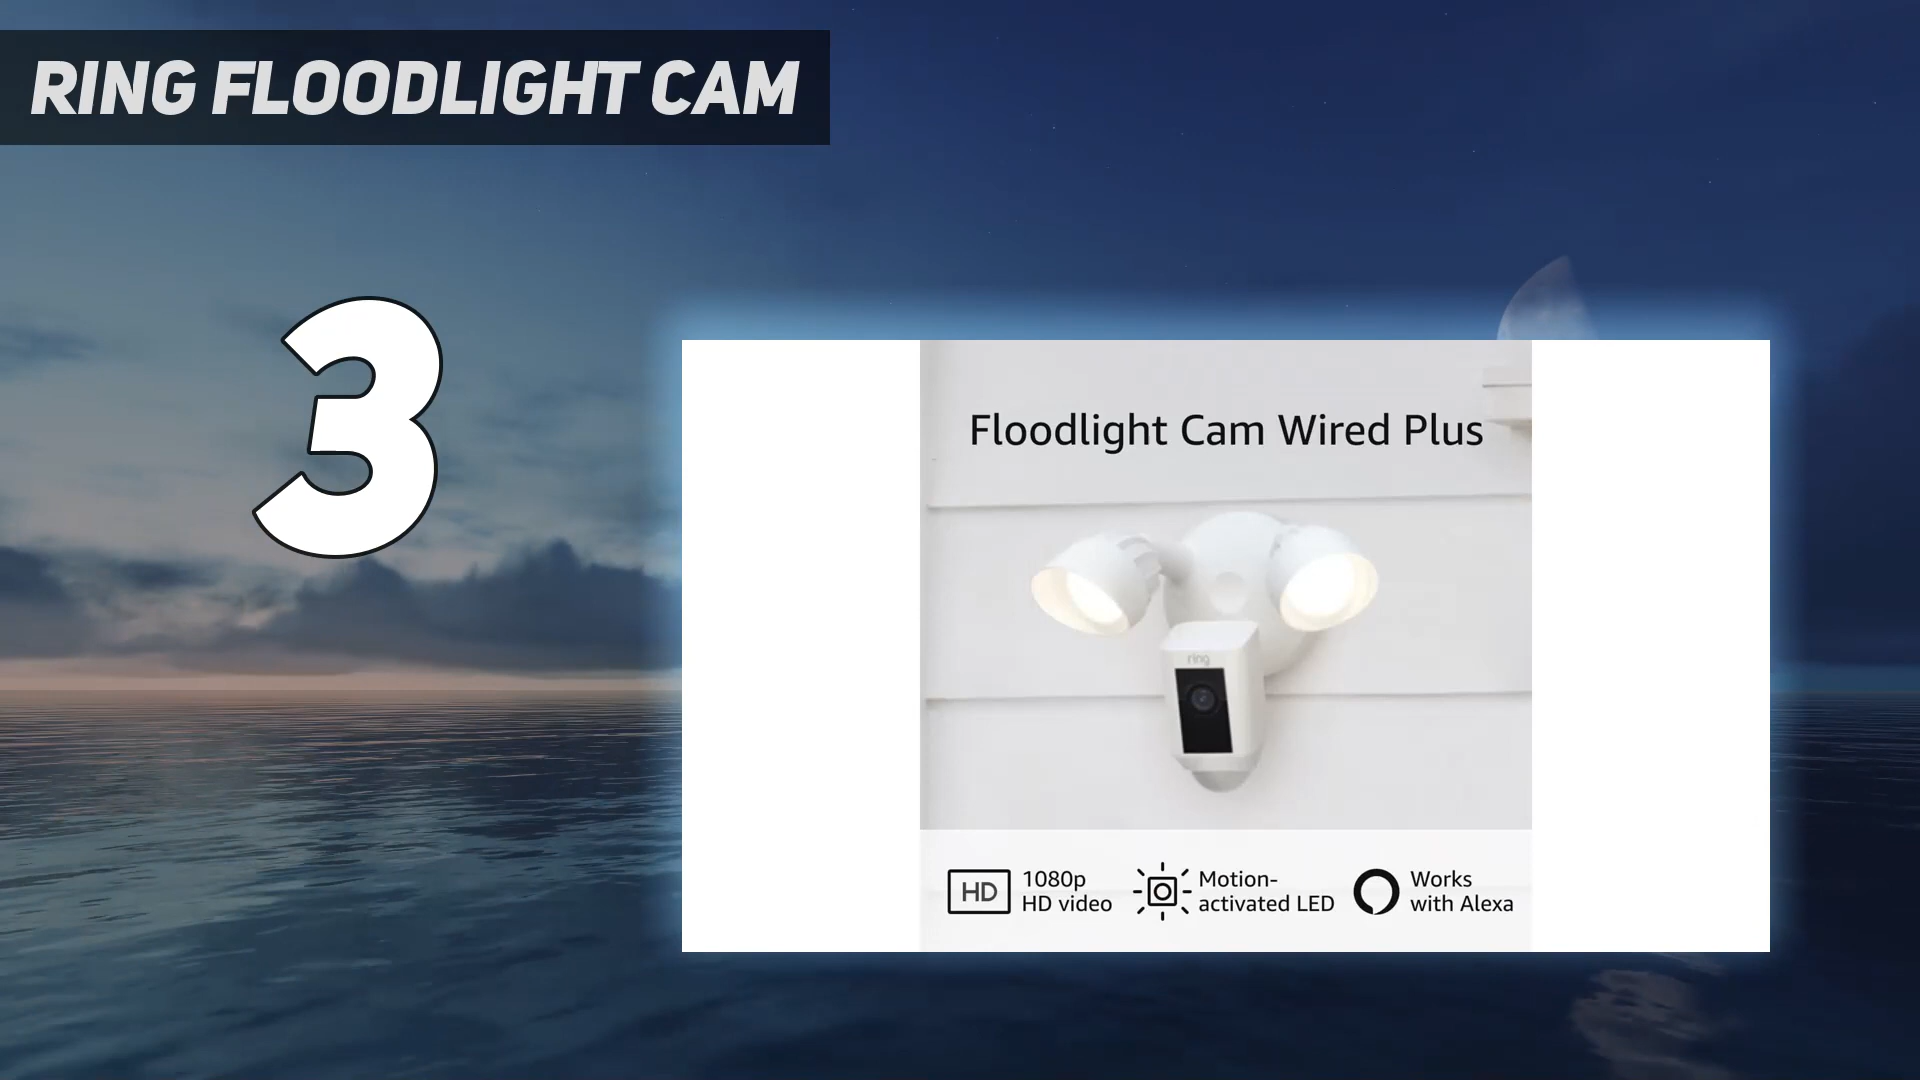 RING FLOODLIGHT CAM
3
Floodlight Cam Wired Plus
ring
HD
1080p
HD video
Motion-
activated LED
Works
with Alexa